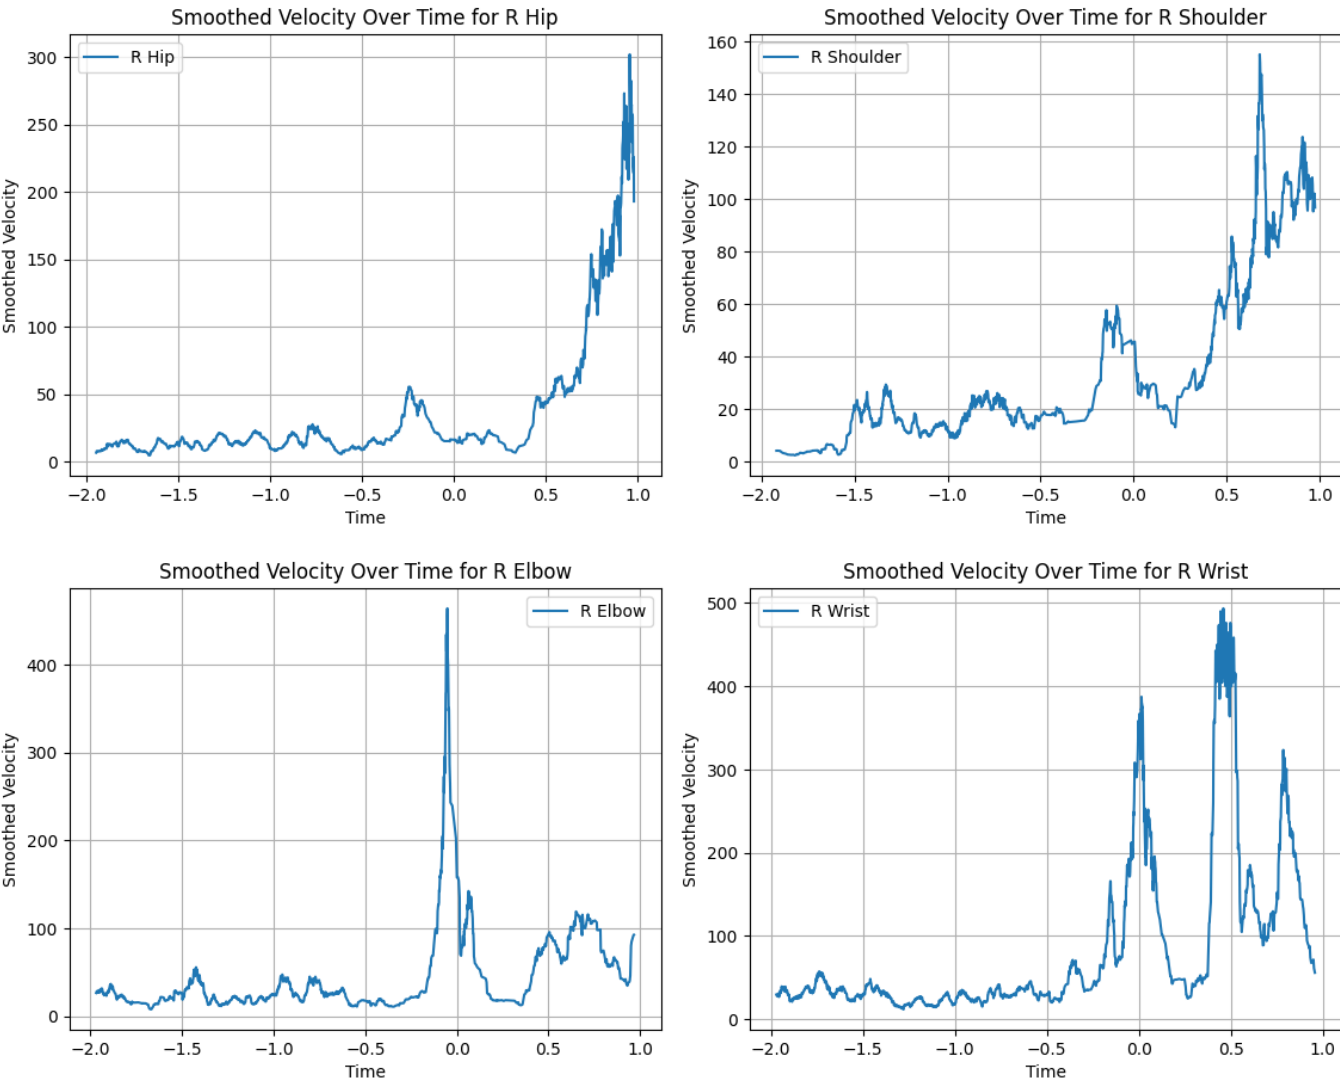 Smoothed Velocity Over Time for R Hip
R Hip
300
250
200
150
100
50
0
Smoothed Velocity
−2.0 −1.5 −1.0 −0.5 0.0 0.5 1.0
Time
Smoothed Velocity Over Time for R Shoulder
R Shoulder
160
140
120
100
80
60
40
20
0
Smoothed Velocity
−2.0 −1.5 −1.0 −0.5 0.0 0.5 1.0
Time
Smoothed Velocity Over Time for R Elbow
R Elbow
400
300
200
100
0
Smoothed Velocity
−2.0 −1.5 −1.0 −0.5 0.0 0.5 1.0
Time
Smoothed Velocity Over Time for R Wrist
R Wrist
500
400
300
200
100
0
Smoothed Velocity
−2.0 −1.5 −1.0 −0.5 0.0 0.5 1.0
Time